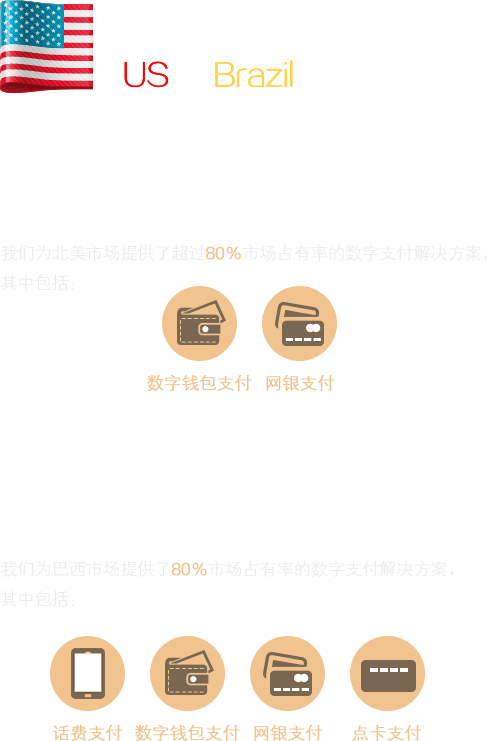 US Brazil
我们为北美市场提供了超过80%市场占有率的数字支付解决方案，
其中包括：
数字钱包支付 网银支付
我们为巴西市场提供了80%市场占有率的数字支付解决方案，
其中包括：
话费支付 数字钱包支付 网银支付 点卡支付